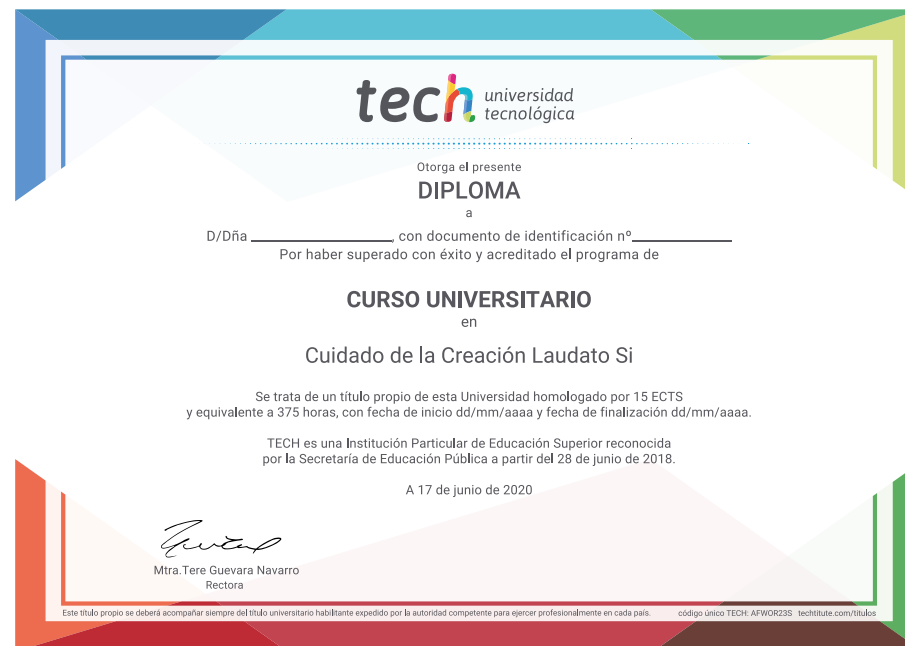 tech universidad
tecnológica
Otorga el presente
DIPLOMA
a
D/Dña ____________, con documento de identificación nº____________
Por haber superado con éxito y acreditado el programa de
CURSO UNIVERSITARIO
en
Cuidado de la Creación Laudato Si
Se trata de un título propio de esta Universidad homologado por 15 ECTS
y equivalente a 375 horas, con fecha de inicio dd/mm/aaaa y fecha de finalización dd/mm/aaaa.
TECH es una Institución Particular de Educación Superior reconocida
por la Secretaría de Educación Pública a partir del 28 de junio de 2018.
A 17 de junio de 2020
Mtra.Tere Guevara Navarro
Rectora
Este título propio se deberá acompañar siempre del título universitario habilitante expedido por la autoridad competente para ejercer profesionalmente en cada país. código único TECH: AFWOR23S techtitute.com/titulos